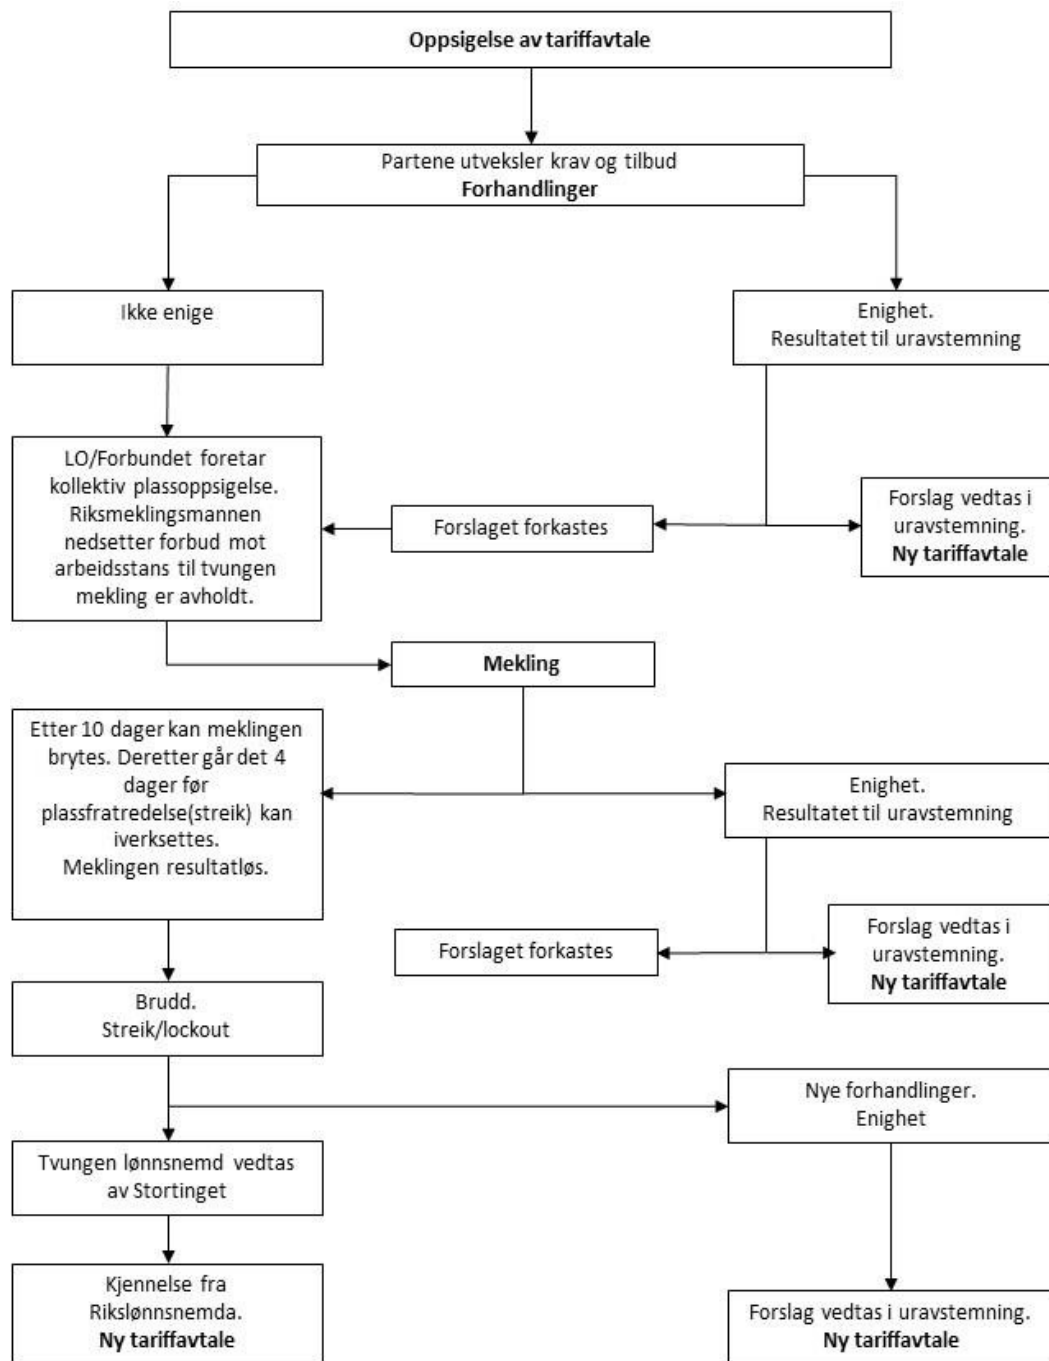 Oppsigelse av tariffavtale
Partene utveksler krav og tilbud
Forhandlinger
Ikke enige
Enighet.
Resultatet til uravstemning
LO/Forbundet foretar
kollektiv plassoppsigelse.
Riksmeklingsmannen
nedsetter forbud mot
arbeidsstans til tvungen
mekling er avholdt.
Forslaget forkastes
Forslag vedtas i
uravstemning.
Ny tariffavtale
Mekling
Etter 10 dager kan meklingen
brytes. Deretter går det 4
dager før
plassfratredelse(streik) kan
iverksettes.
Meklingen resultatløs.
Enighet.
Resultatet til uravstemning
Forslaget forkastes
Forslag vedtas i
uravstemning.
Ny tariffavtale
Brudd.
Streik/lockout
Nye forhandlinger.
Enighet
Tvungen lønnsnemd vedtas
av Stortinget
Kjennelse fra
Rikslønnsnemda.
Ny tariffavtale
Forslag vedtas i uravstemning.
Ny tariffavtale